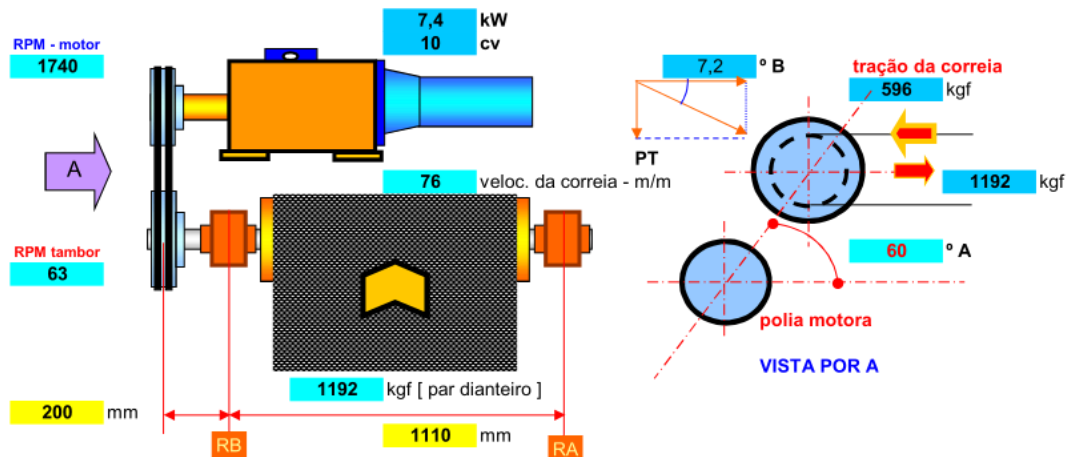 RPM - motor
1740
7,4 kW
10 cv
7,2 º B
tração da correia
596 kgf
A
PT
76 veloc. da correia - m/m
1192 kgf
RPM tambor
63
60 º A
polia motora
VISTA POR A
1192 kgf [ par dianteiro ]
200 mm
1110 mm
RB
RA